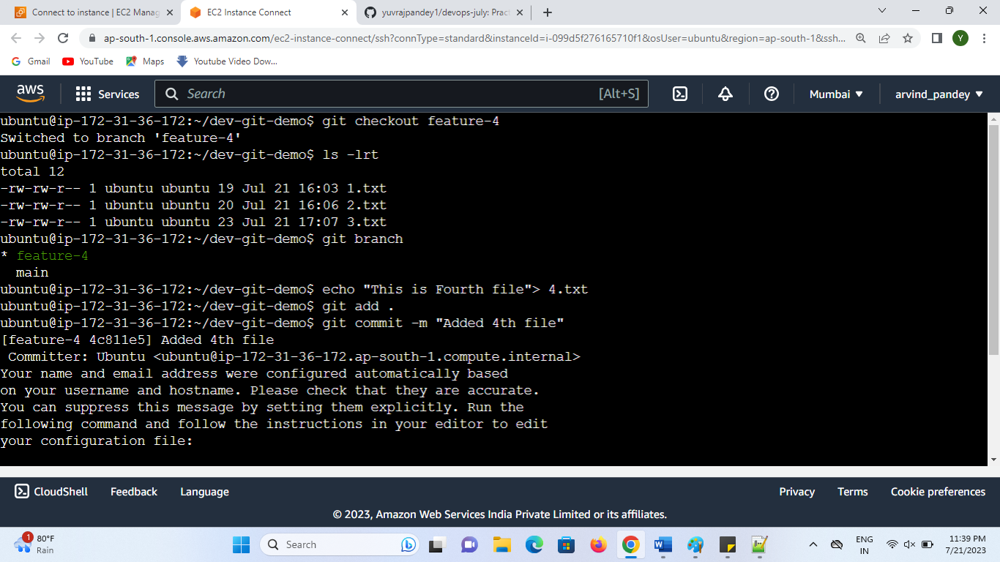 Connect to instance | EC2 Manag
EC2 Instance Connect
yuvrajpandey1/devops-july: Pract
ap-south-1.console.aws.amazon.com/ec2-instance-connect/ssh?connType=standard&instanceId=i-099d5f276165710f1&osUser=ubuntu&region=ap-south-1&ssh...
Y
Gmail YouTube Maps Youtube Video Dow...
aws Services Search [Alt+S] Mumbai arvind_pandey
ubuntu@ip-172-31-36-172:~/dev-git-demo$ git checkout feature-4
Switched to branch 'feature-4'
ubuntu@ip-172-31-36-172:~/dev-git-demo$ ls -lrt
total 12
-rw-rw-r-- 1 ubuntu ubuntu 19 Jul 21 16:03 1.txt
-rw-rw-r-- 1 ubuntu ubuntu 20 Jul 21 16:06 2.txt
-rw-rw-r-- 1 ubuntu ubuntu 23 Jul 21 17:07 3.txt
ubuntu@ip-172-31-36-172:~/dev-git-demo$ git branch
* feature-4
  main
ubuntu@ip-172-31-36-172:~/dev-git-demo$ echo "This is Fourth file"> 4.txt
ubuntu@ip-172-31-36-172:~/dev-git-demo$ git add .
ubuntu@ip-172-31-36-172:~/dev-git-demo$ git commit -m "Added 4th file"
[feature-4 4c811e5] Added 4th file
 Committer: Ubuntu <ubuntu@ip-172-31-36-172.ap-south-1.compute.internal>
Your name and email address were configured automatically based
on your username and hostname. Please check that they are accurate.
You can suppress this message by setting them explicitly. Run the
following command and follow the instructions in your editor to edit
your configuration file:
CloudShell Feedback Language Privacy Terms Cookie preferences
© 2023, Amazon Web Services India Private Limited or its affiliates.
1 80°F
Rain
Search
ENG
IN
11:39 PM
7/21/2023